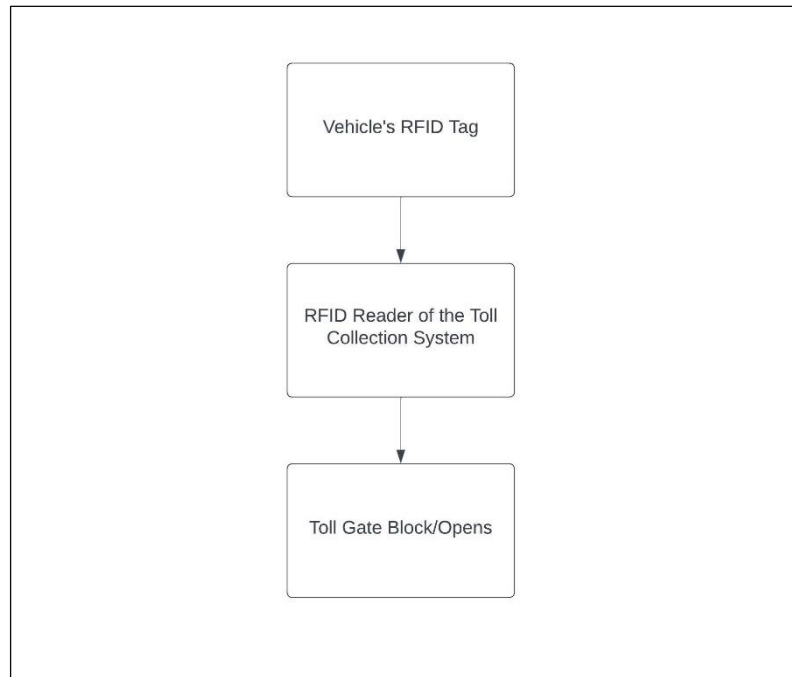 Vehicle's RFID Tag
RFID Reader of the Toll
Collection System
Toll Gate Block/Opens